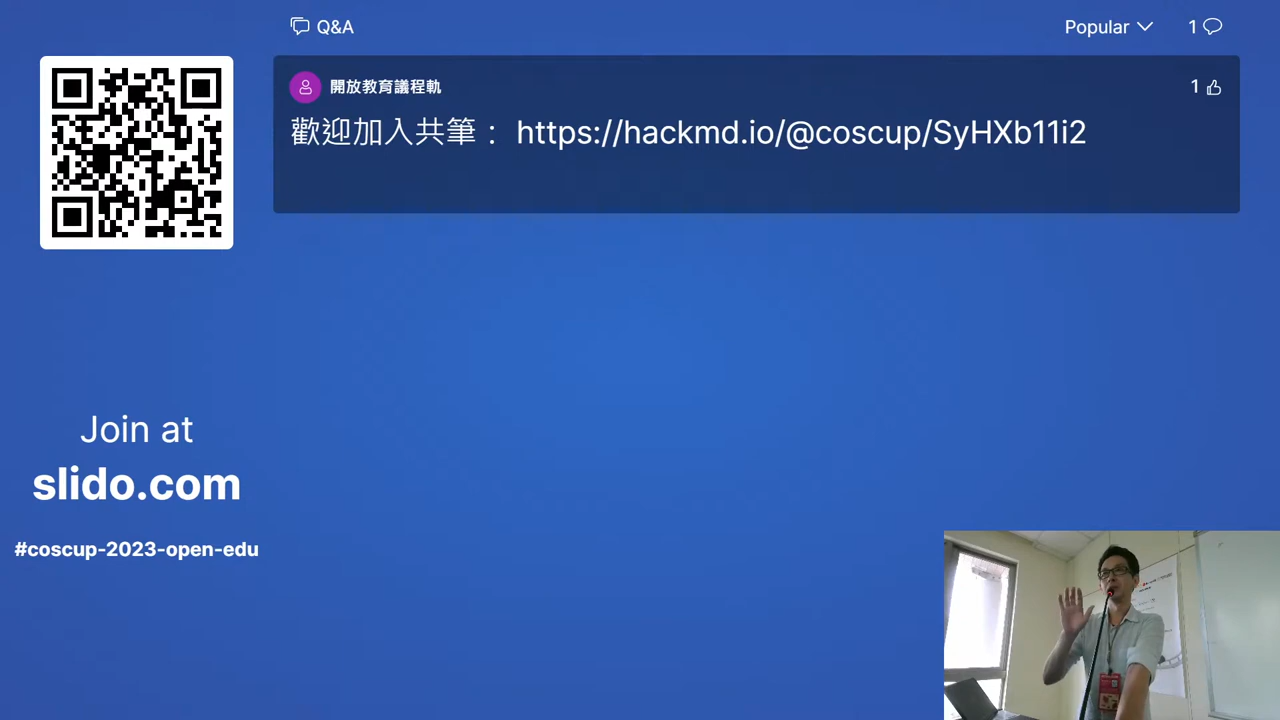 Q&A
Popular
1
開放教育議程軌
1
歡迎加入共筆： https://hackmd.io/@coscup/SyHXb11i2
Join at
slido.com
#coscup-2023-open-edu